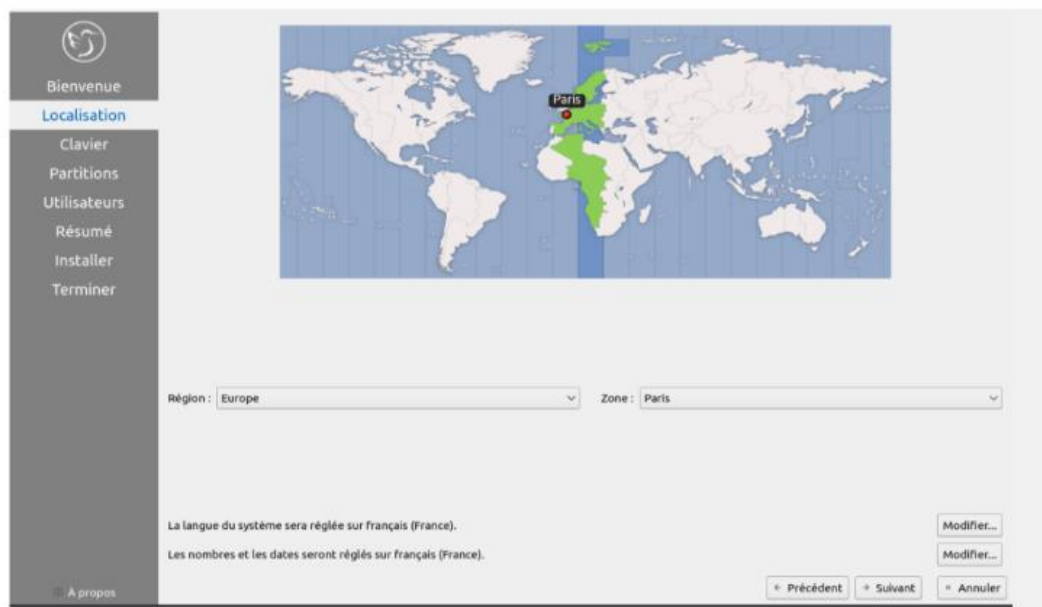 Bienvenue
Localisation
Clavier
Partitions
Utilisateurs
Résumé
Installer
Terminer
À propos
Paris
Région : Europe
Zone : Paris
La langue du système sera réglée sur français (France).
Modifier...
Les nombres et les dates seront réglés sur français (France).
Modifier...
Précédent
Suivant
Annuler